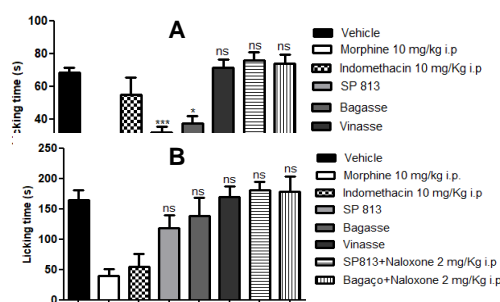 A
Licking time (s)
100
80
60
40
***
*
ns
ns
ns
Vehicle
Morphine 10 mg/kg i.p
Indomethacin 10 mg/Kg i.p
SP 813
Bagasse
Vinasse
B
Licking time (s)
250
200
150
100
50
0
ns
ns
ns
ns
ns
Vehicle
Morphine 10 mg/kg i.p.
Indomethacin 10 mg/Kg i.p
SP 813
Bagasse
Vinasse
SP813+Naloxone 2 mg/Kg i.p
Bagaço+Naloxone 2 mg/Kg i.p